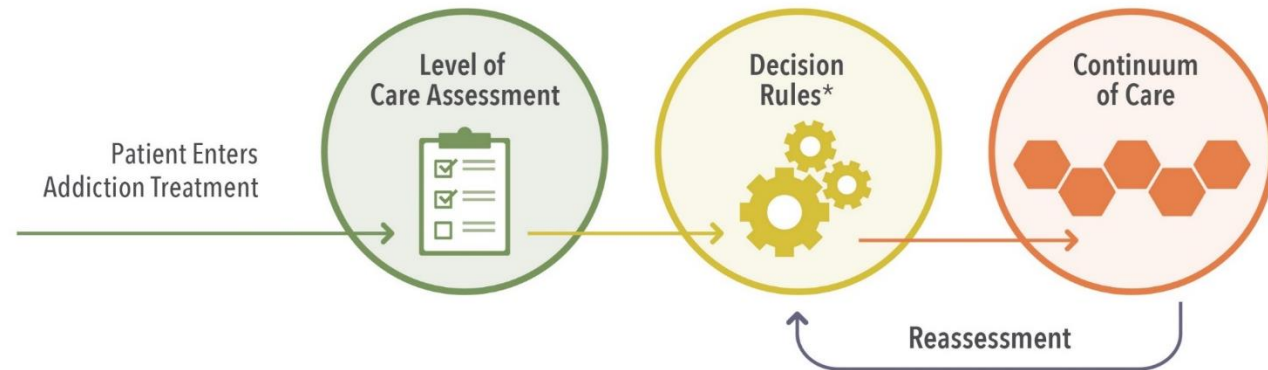 Patient Enters
Addiction Treatment
Level of
Care Assessment
Decision
Rules*
Continuum
of Care
Reassessment